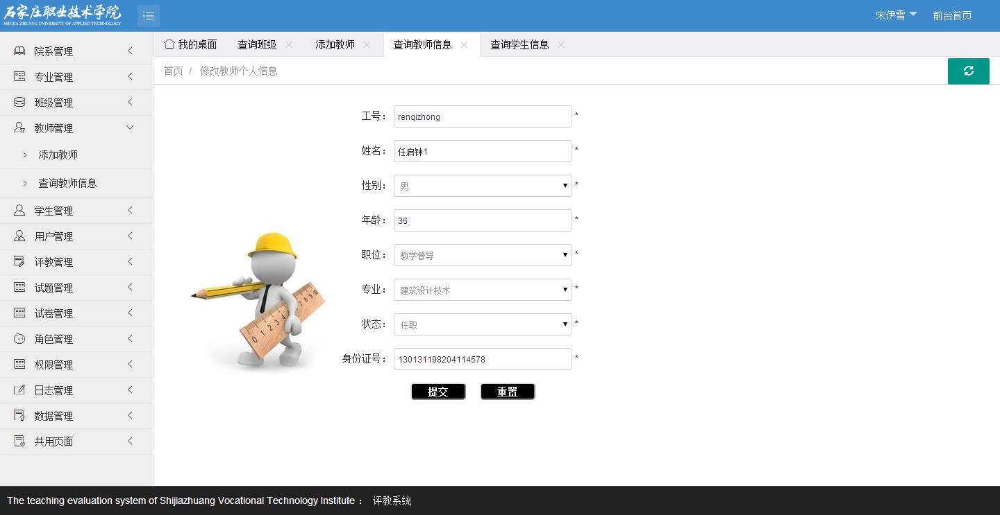 石家庄职业技术学院
SHI JIA ZHUANG UNIVERSITY OF APPLIED TECHNOLOGY
宋伊雪 前台首页
院系管理
专业管理
班级管理
教师管理
添加教师
查询教师信息
学生管理
用户管理
评教管理
试题管理
试卷管理
角色管理
权限管理
日志管理
数据管理
共用页面
我的桌面 查询班级 添加教师 查询教师信息 查询学生信息
首页 / 修改教师个人信息
工号： renqizhong *
姓名： 任启钟1 *
性别： 男 *
年龄： 36 *
职位： 教学督导 *
专业： 建筑设计技术 *
状态： 任职 *
身份证号： 130131198204114578 *
提交 重置
0 1 2 3 4 7 8 9 10
The teaching evaluation system of Shijiazhuang Vocational Technology Institute ： 评教系统